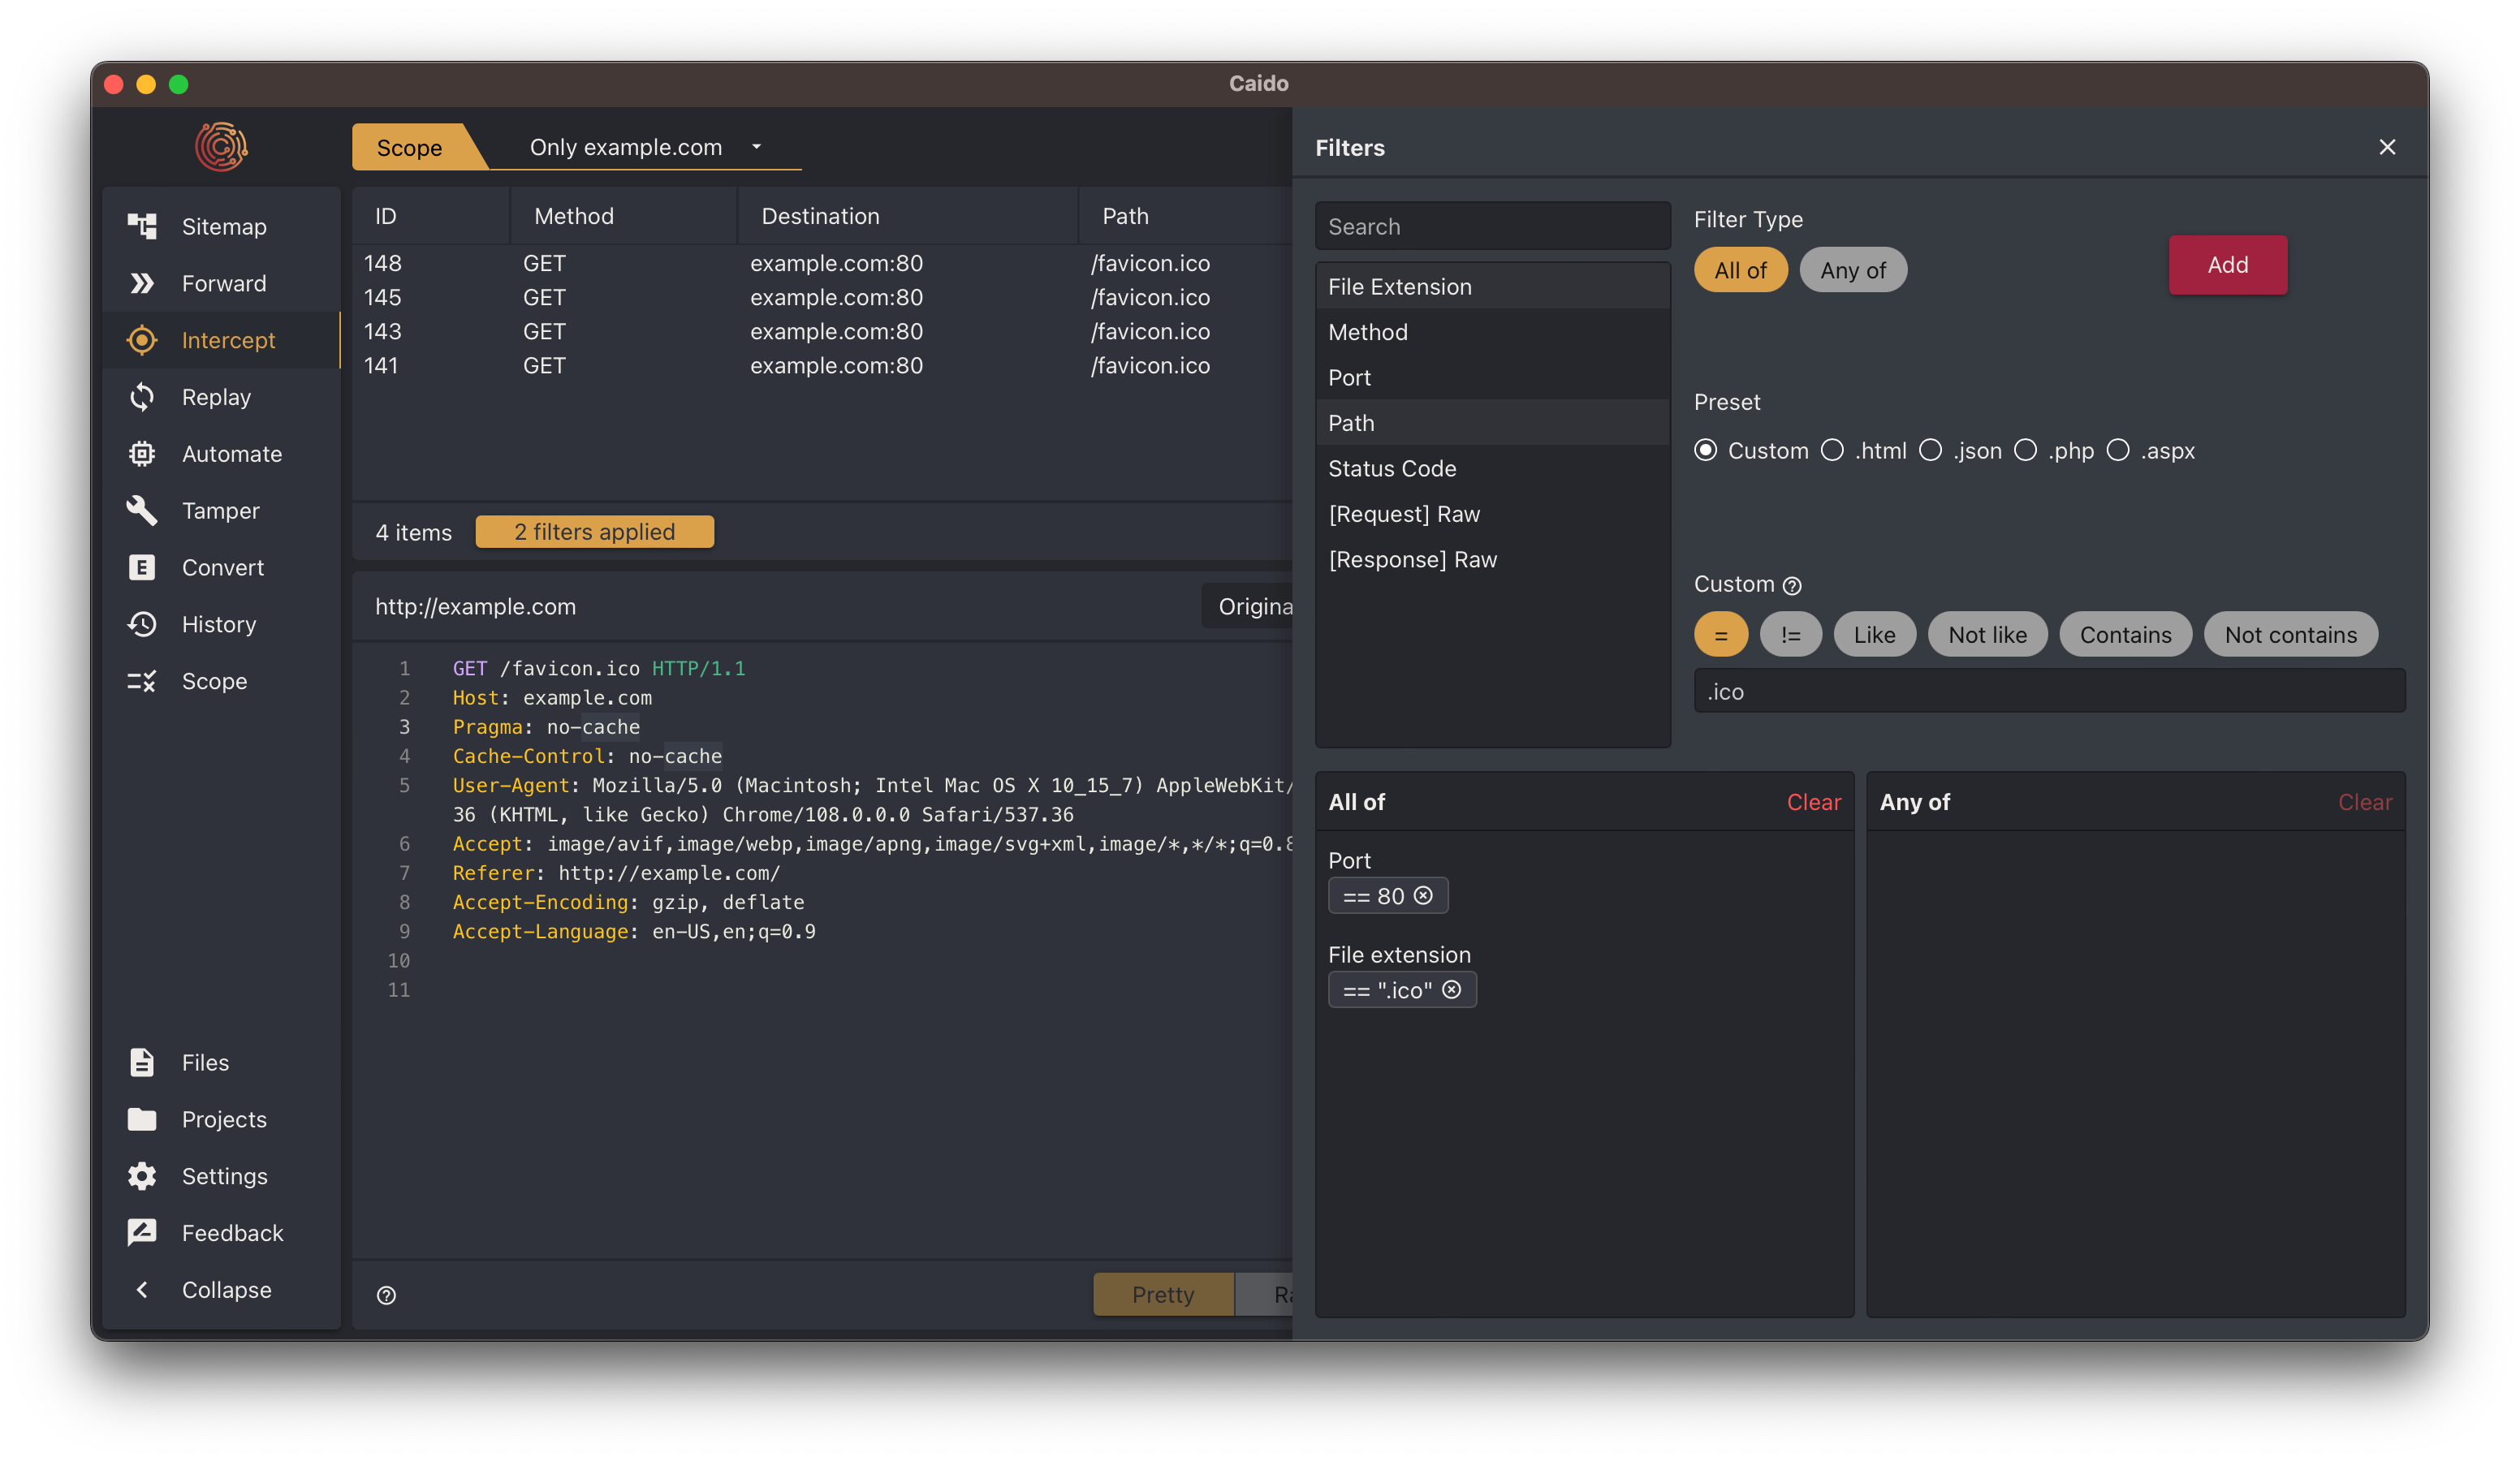 Caido
Scope
Only example.com
Sitemap
Forward
Intercept
Replay
Automate
Tamper
Convert
History
Scope
Files
Projects
Settings
Feedback
Collapse
ID Method Destination Path
148 GET example.com:80 /favicon.ico
145 GET example.com:80 /favicon.ico
143 GET example.com:80 /favicon.ico
141 GET example.com:80 /favicon.ico
4 items 2 filters applied
http://example.com Origina
1 GET /favicon.ico HTTP/1.1
2 Host: example.com
3 Pragma: no-cache
4 Cache-Control: no-cache
5 User-Agent: Mozilla/5.0 (Macintosh; Intel Mac OS X 10_15_7) AppleWebKit/
36 (KHTML, like Gecko) Chrome/108.0.0.0 Safari/537.36
6 Accept: image/avif,image/webp,image/apng,image/svg+xml,image/*,*/*;q=0.8
7 Referer: http://example.com/
8 Accept-Encoding: gzip, deflate
9 Accept-Language: en-US,en;q=0.9
10
11
Pretty Ra
Filters
Search
File Extension
Method
Port
Path
Status Code
[Request] Raw
[Response] Raw
Filter Type
All of Any of
Add
Preset
Custom .html .json .php .aspx
Custom
= != Like Not like Contains Not contains
.ico
All of Clear
Port
== 80
File extension
== ".ico"
Any of Clear